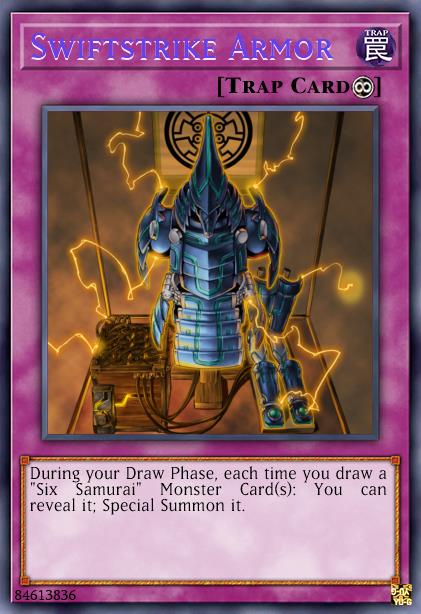 Swiftstrike Armor
TRAP
罠
[Trap Card]
During your Draw Phase, each time you draw a
"Six Samurai" Monster Card(s): You can
reveal it; Special Summon it.
84613836